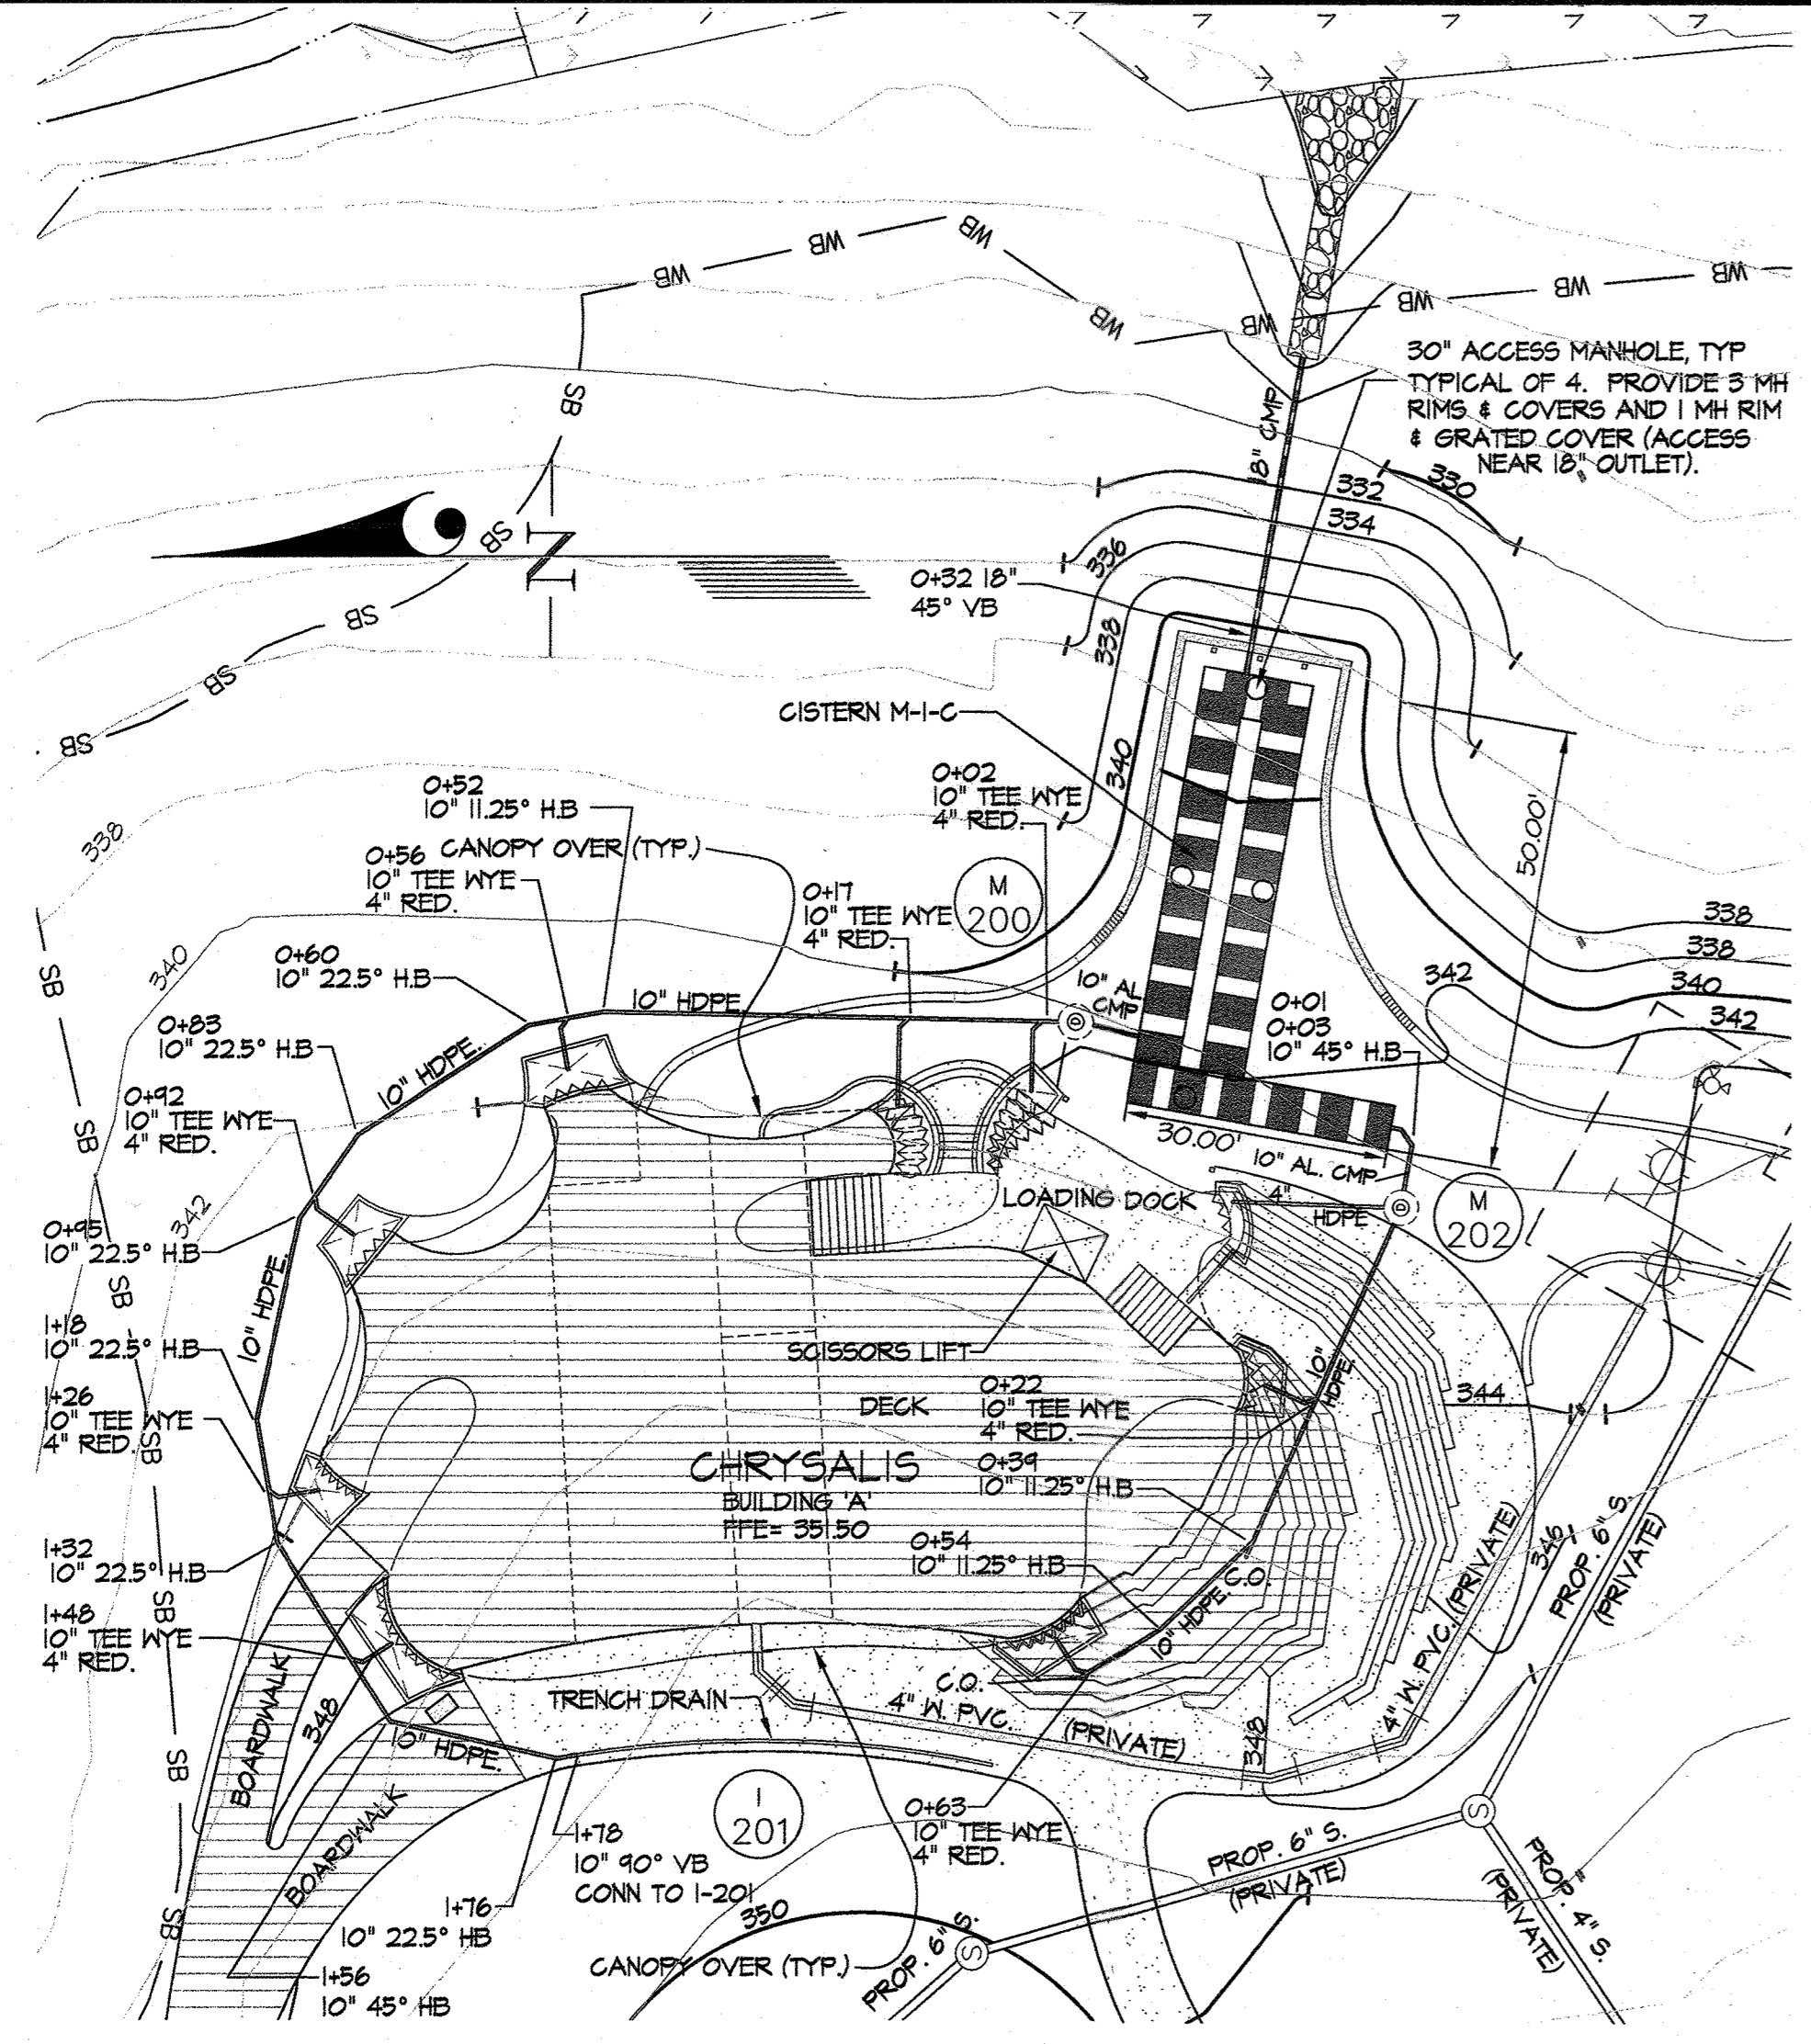 WB
WB
WB
WB
WB
WB
WB
WB
SB
30" ACCESS MANHOLE, TYP
TYPICAL OF 4. PROVIDE 3 MH
RIMS & COVERS AND 1 MH RIM
& GRATED COVER (ACCESS
NEAR 18" OUTLET).
18" CMP
332
330
334
336
338
340
N
SB
SB
SB
SB
0+32 18"
45° VB
CISTERN M-1-C
50.00'
0+52
10" 11.25° H.B
0+02
10" TEE WYE
4" RED.
338
0+56
10" TEE WYE
4" RED.
CANOPY OVER (TYP.)
0+17
10" TEE WYE
4" RED.
M
200
338
338
340
342
342
0+60
10" 22.5° H.B
340
SB
10" HDPE
10" AL
CMP
0+01
0+03
10" 45° H.B
0+83
10" 22.5° H.B
10" HDPE.
0+92
10" TEE WYE
4" RED.
SB
30.00'
10" AL. CMP
LOADING DOCK
4"
HDPE
M
202
342
0+95
10" 22.5° H.B
SB
10" HDPE.
1+18
10" 22.5° H.B
SCISSORS LIFT
10"
HDPE.
DECK
0+22
10" TEE WYE
4" RED.
344
1+26
10" TEE WYE
4" RED.
SB
CHRYSALIS
BUILDING 'A'
FFE= 351.50
0+39
10" 11.25° H.B
0+54
10" 11.25° H.B
C.O.
1+32
10" 22.5° H.B
SB
1+48
10" TEE WYE
4" RED.
10" HDPE.
346
PROP. 6" S.
(PRIVATE)
4" W. PVC. (PRIVATE)
BOARDWALK
348
TRENCH DRAIN
C.O.
4" W. PVC.
(PRIVATE)
348
10" HDPE.
SB
BOARDWALK
1
201
1+78
10" 90° VB
CONN TO 1-201
0+63
10" TEE WYE
4" RED.
PROP. 6" S.
(PRIVATE)
PROP. 4" S.
(PRIVATE)
SB
1+76
10" 22.5° HB
350
CANOPY OVER (TYP.)
PROP. 6" S.
1+56
10" 45° HB
S
S